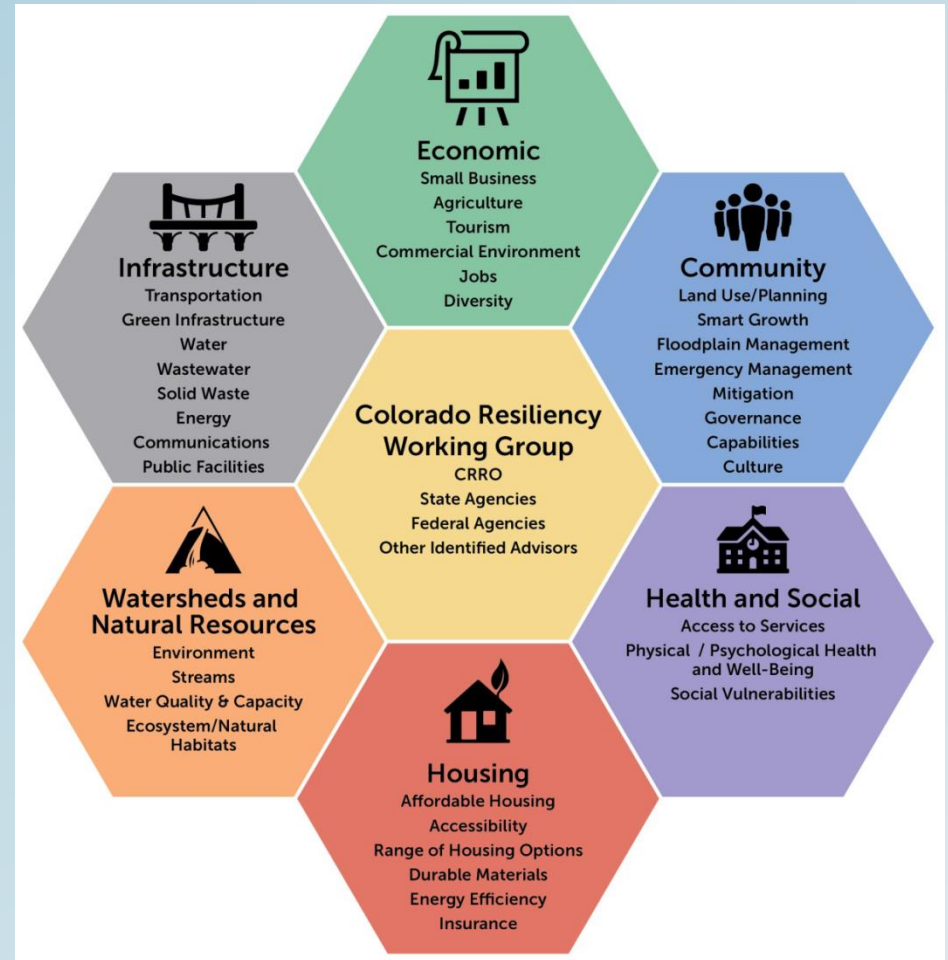 Economic
Small Business
Agriculture
Tourism
Commercial Environment
Jobs
Diversity
Infrastructure
Transportation
Green Infrastructure
Water
Wastewater
Solid Waste
Energy
Communications
Public Facilities
Community
Land Use/Planning
Smart Growth
Floodplain Management
Emergency Management
Mitigation
Governance
Capabilities
Culture
Colorado Resiliency
Working Group
CRRO
State Agencies
Federal Agencies
Other Identified Advisors
Watersheds and
Natural Resources
Environment
Streams
Water Quality & Capacity
Ecosystem/Natural
Habitats
Health and Social
Access to Services
Physical / Psychological Health
and Well-Being
Social Vulnerabilities
Housing
Affordable Housing
Accessibility
Range of Housing Options
Durable Materials
Energy Efficiency
Insurance